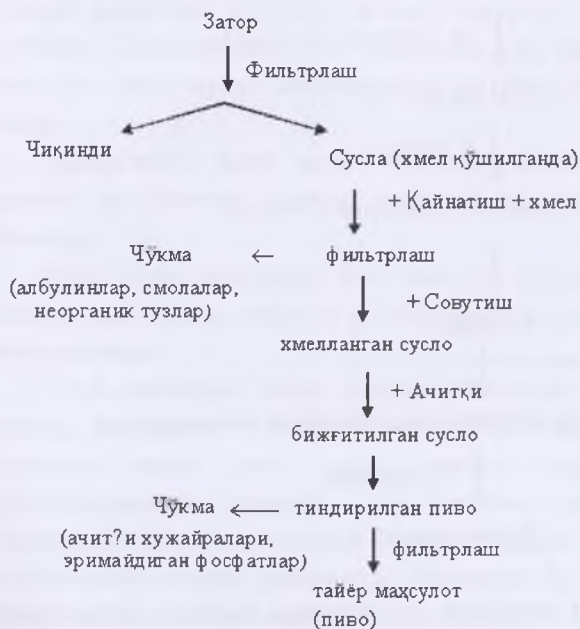 Затор
Фильтрлаш
Чиқинди
Сусла (хмел қўшилганда)
+ Қайнатиш + хмел
Чўкма ← фильтрлаш
(албулинлар, смолалар,
неорганик тузлар)
+ Совутиш
хмелланган сусло
+ Ачитқи
бижғитилган сусло
Чўкма ← тиндирилган пиво
(ачит?и хужайралари,
эримайдиган фосфатлар)
фильтрлаш
тайёр маҳсулот
(пиво)